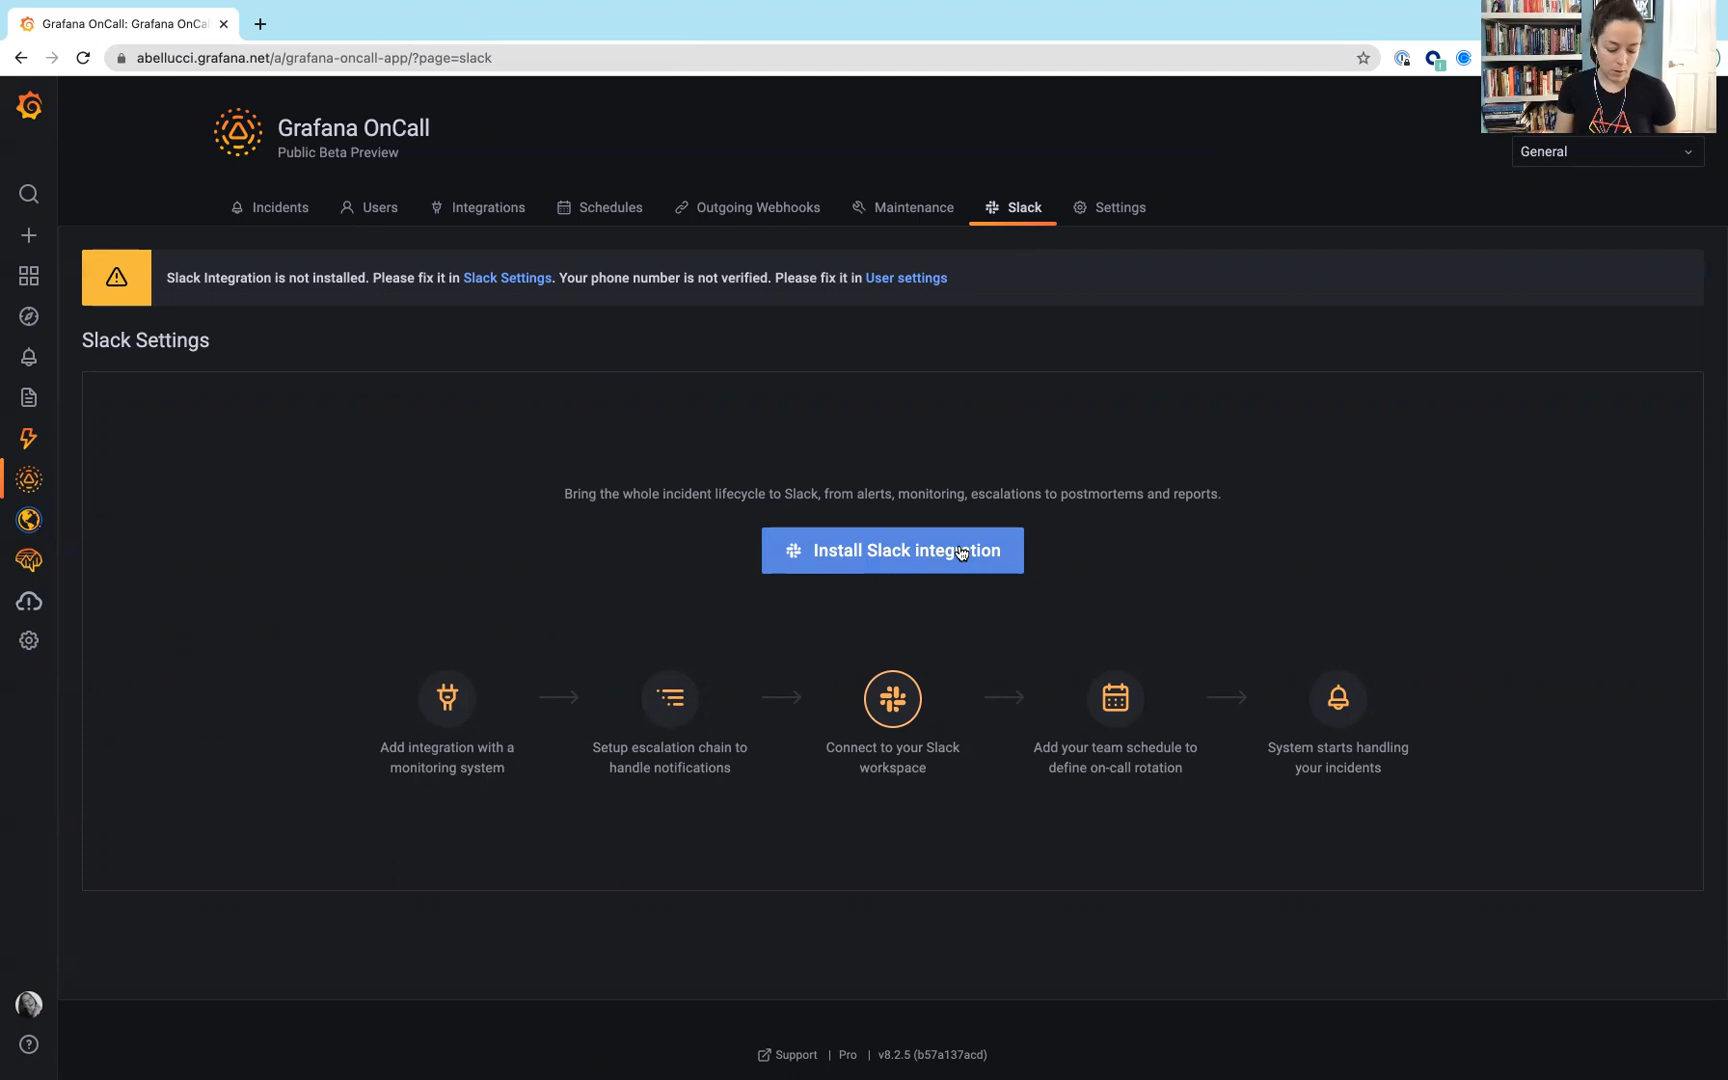 Grafana OnCall: Grafana OnCa
abellucci.grafana.net/a/grafana-oncall-app/?page=slack
Grafana OnCall
Public Beta Preview
General
Incidents
Users
Integrations
Schedules
Outgoing Webhooks
Maintenance
Slack
Settings
Slack Integration is not installed. Please fix it in Slack Settings. Your phone number is not verified. Please fix it in User settings
Slack Settings
Bring the whole incident lifecycle to Slack, from alerts, monitoring, escalations to postmortems and reports.
Install Slack integration
Add integration with a
monitoring system
Setup escalation chain to
handle notifications
Connect to your Slack
workspace
Add your team schedule to
define on-call rotation
System starts handling
your incidents
Support | Pro | v8.2.5 (b57a137acd)